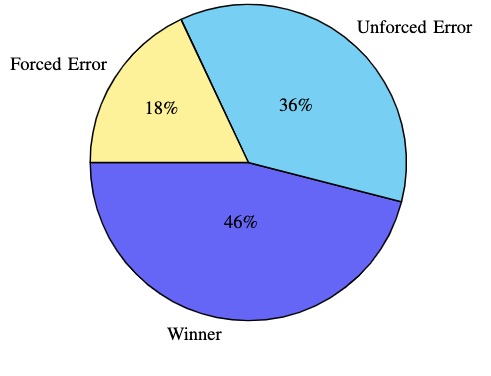 Unforced Error
Forced Error
36%
18%
46%
Winner